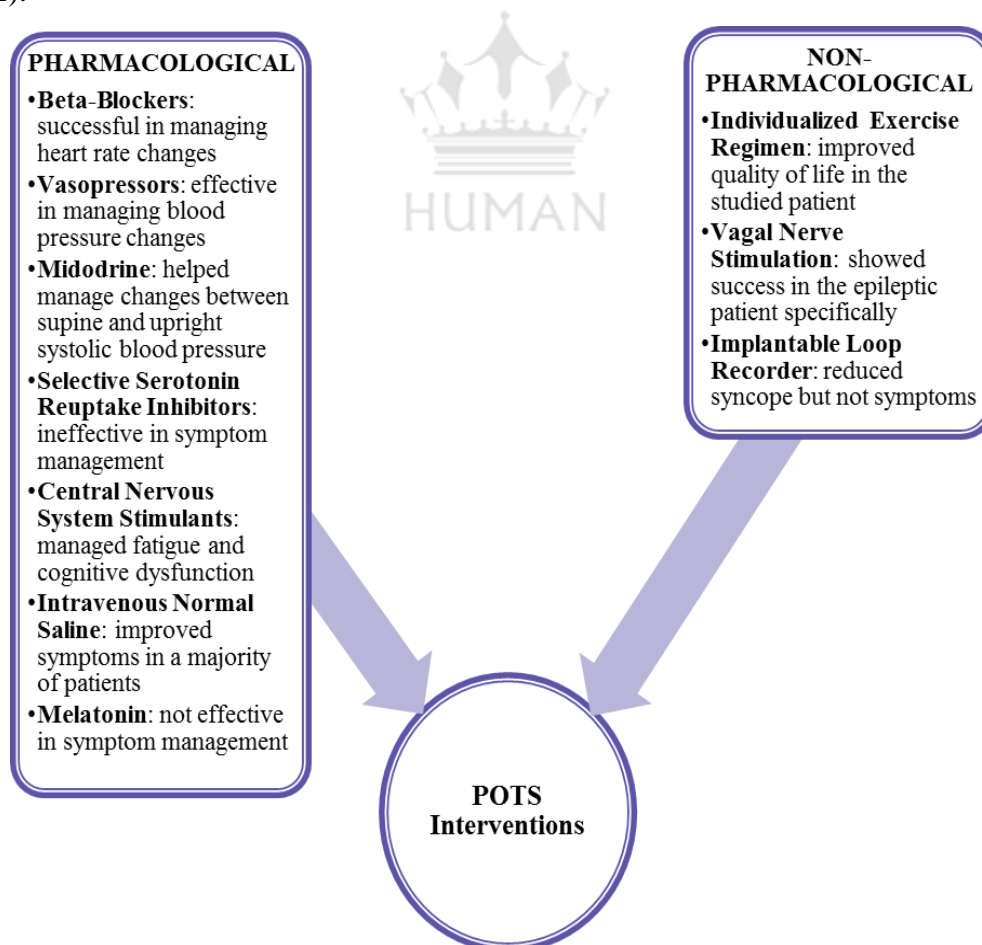 PHARMACOLOGICAL
•Beta-Blockers:
successful in managing
heart rate changes
•Vasopressors: effective
in managing blood
pressure changes
•Midodrine: helped
manage changes between
supine and upright
systolic blood pressure
•Selective Serotonin
Reuptake Inhibitors:
ineffective in symptom
management
•Central Nervous
System Stimulants:
managed fatigue and
cognitive dysfunction
•Intravenous Normal
Saline: improved
symptoms in a majority
of patients
•Melatonin: not effective
in symptom management
HUMAN
NON-
PHARMACOLOGICAL
•Individualized Exercise
Regimen: improved
quality of life in the
studied patient
•Vagal Nerve
Stimulation: showed
success in the epileptic
patient specifically
•Implantable Loop
Recorder: reduced
syncope but not symptoms
POTS
Interventions